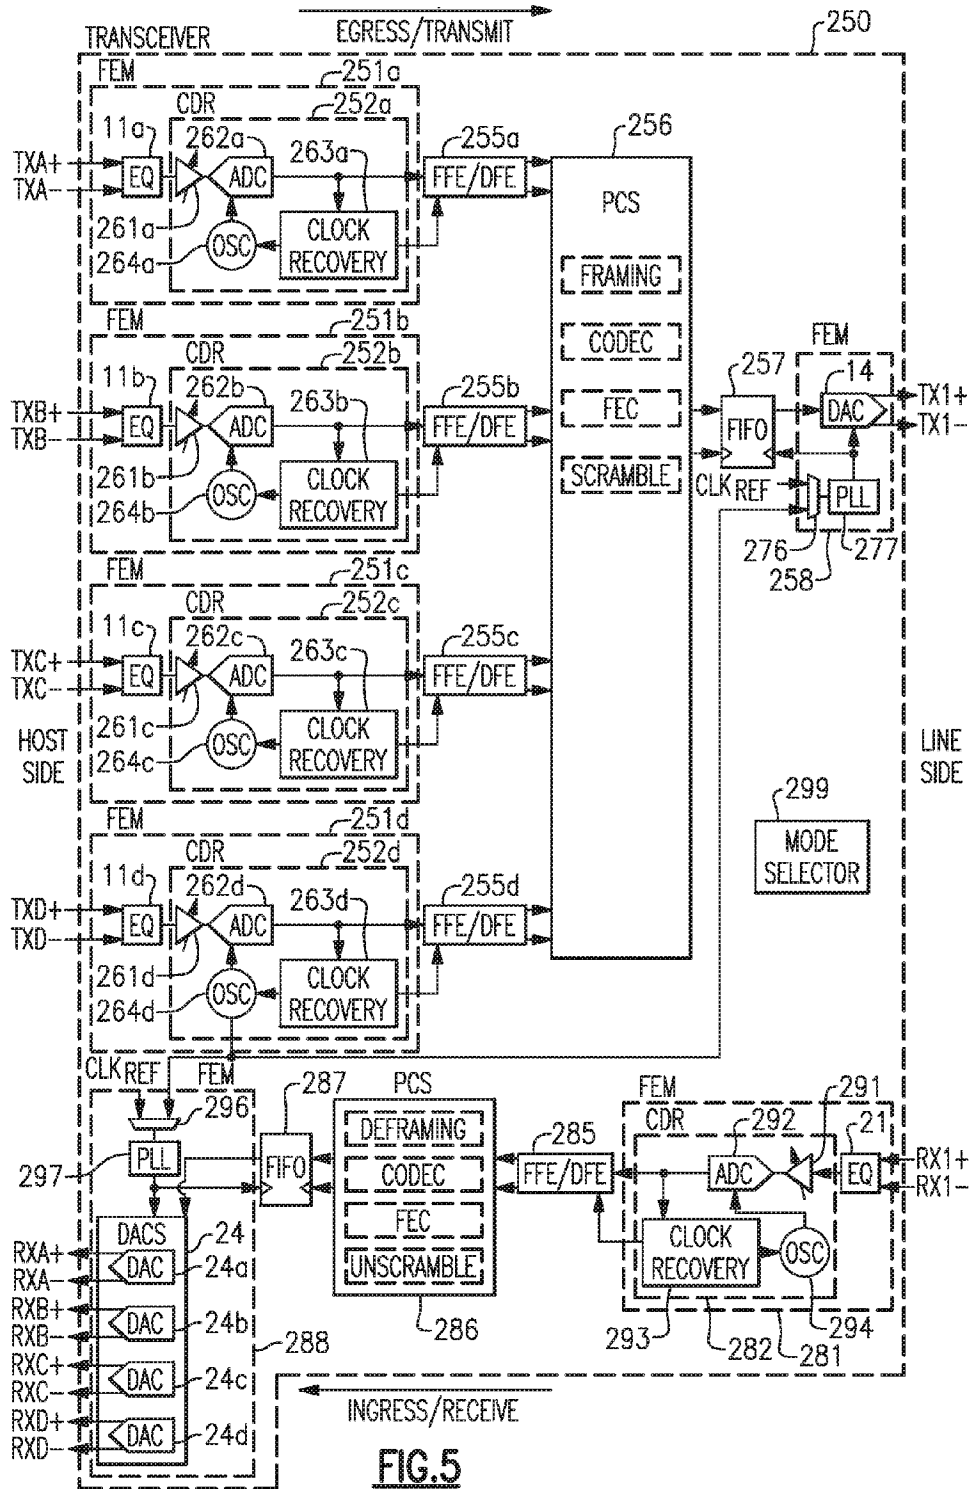 EGRESS/TRANSMIT
TRANSCEIVER
250
FEM
251a
CDR
252a
11a
262a
263a
255a
256
TXA+
TXA-
EQ
ADC
FFE/DFE
PCS
261a
264a
OSC
CLOCK
RECOVERY
FRAMING
CODEC
FEC
SCRAMBLE
FEM
251b
CDR
252b
11b
262b
263b
255b
TXB+
TXB-
EQ
ADC
FFE/DFE
261b
264b
OSC
CLOCK
RECOVERY
257
FIFO
FEM
14
DAC
TX1+
TX1-
CLK REF
PLL
276
277
258
FEM
251c
CDR
252c
11c
262c
263c
255c
TXC+
TXC-
EQ
ADC
FFE/DFE
261c
264c
OSC
CLOCK
RECOVERY
HOST
SIDE
LINE
SIDE
299
MODE
SELECTOR
FEM
251d
CDR
252d
11d
262d
263d
255d
TXD+
TXD-
EQ
ADC
FFE/DFE
261d
264d
OSC
CLOCK
RECOVERY
CLK REF
FEM
296
297
PLL
287
FIFO
PCS
DEFRAMING
CODEC
FEC
UNSCRAMBLE
286
285
FFE/DFE
FEM
CDR
292
291
21
ADC
EQ
RX1+
RX1-
CLOCK
RECOVERY
OSC
293
282
281
294
DACS
24
RXA+
RXA-
DAC
24a
RXB+
RXB-
DAC
24b
288
RXC+
RXC-
DAC
24c
RXD+
RXD-
DAC
24d
INGRESS/RECEIVE
FIG.5